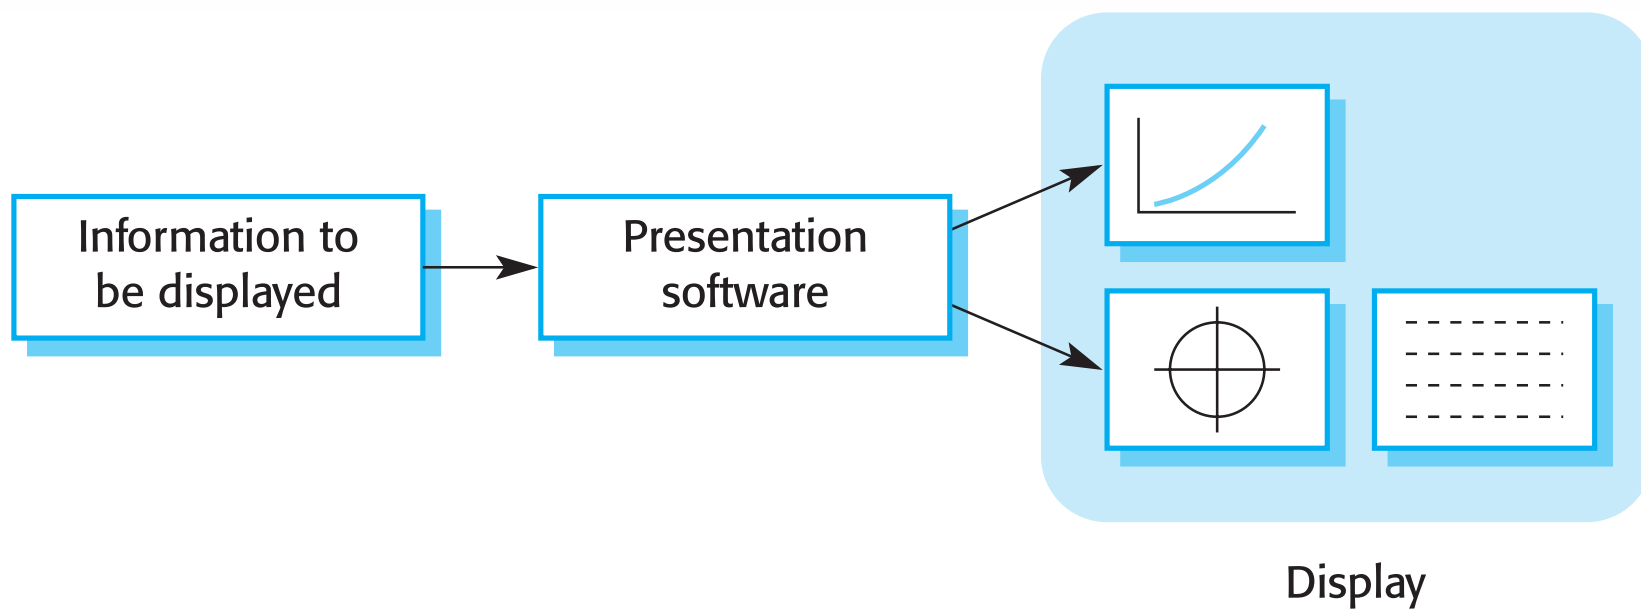 Information to
be displayed
Presentation
software
Display